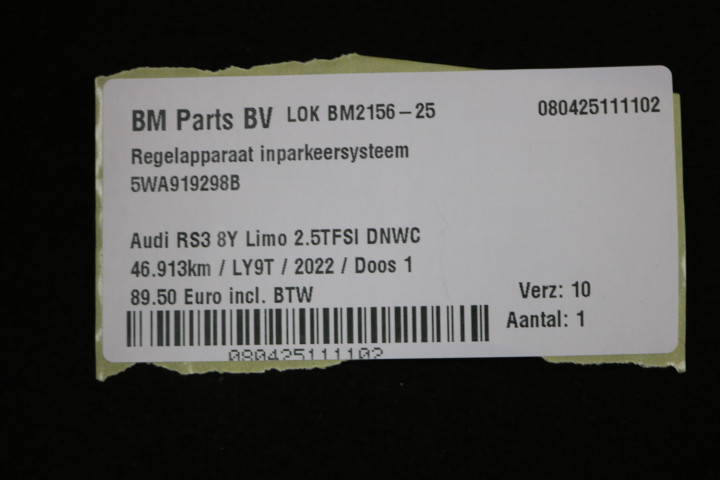 BM Parts BV LOK BM2156-25 080425111102
Regelapparaat inparkeersysteem
5WA919298B
Audi RS3 8Y Limo 2.5TFSI DNWC
46.913km / LY9T / 2022 / Doos 1
89.50 Euro incl. BTW Verz: 10
Aantal: 1
080425111102